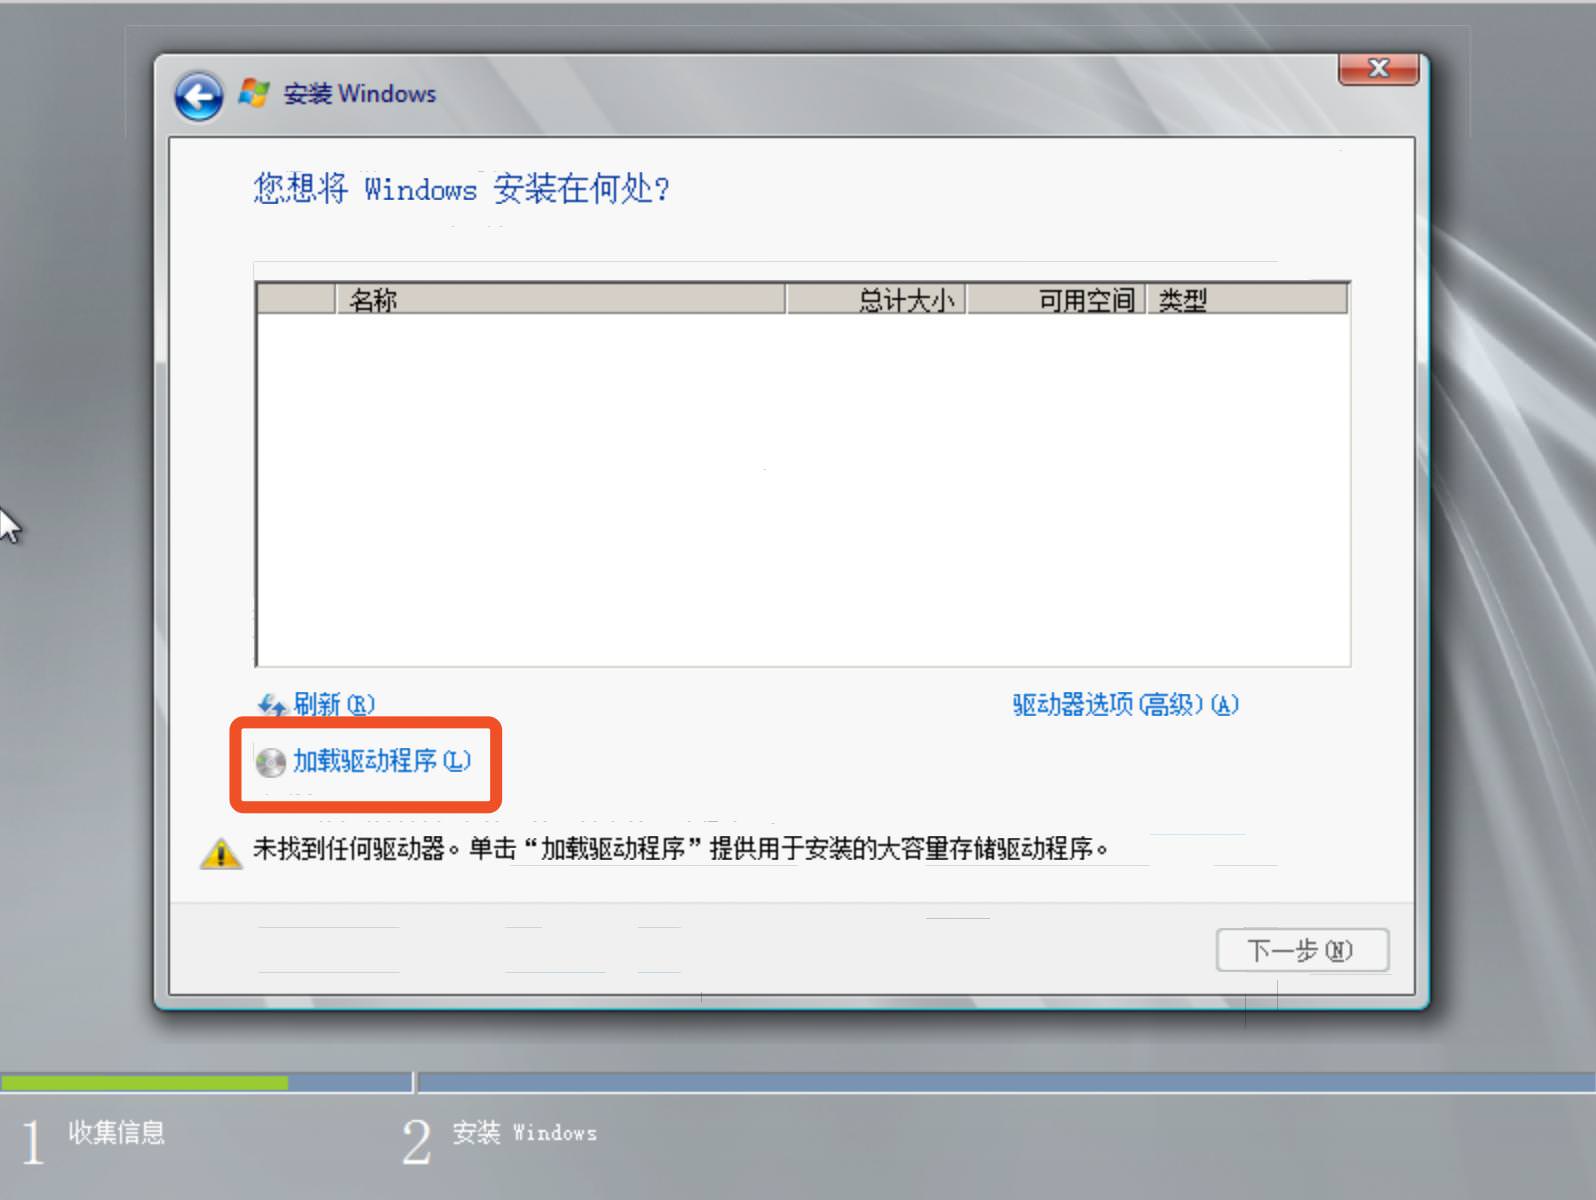 安装 Windows
您想将 Windows 安装在何处?
名称 总计大小 可用空间 类型
刷新(R) 驱动器选项(高级)(A)
加载驱动程序(L)
未找到任何驱动器。单击“加载驱动程序”提供用于安装的大容量存储驱动程序。
下一步(N)
1 收集信息 2 安装 Windows